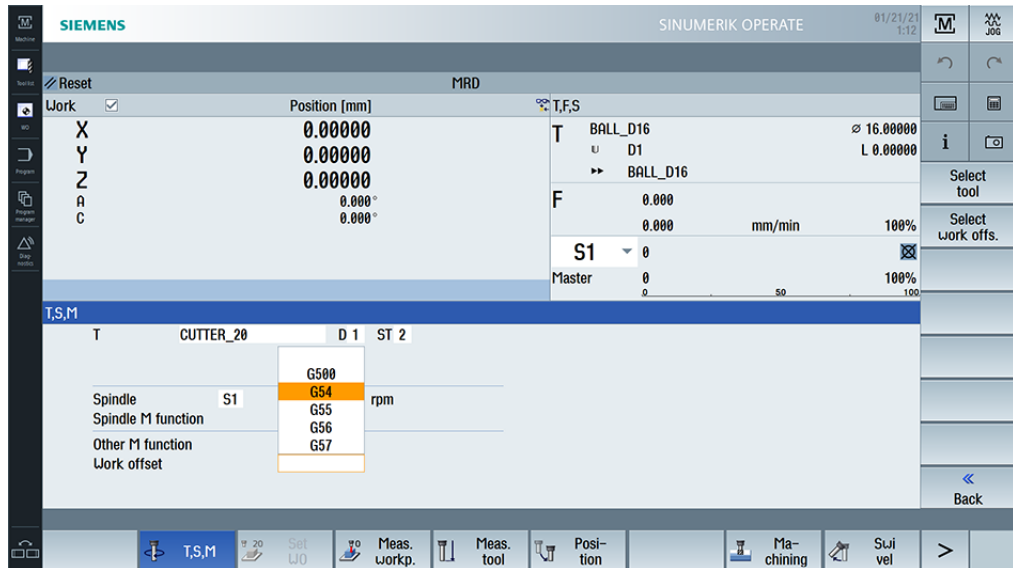 SIEMENS
SINUMERIK OPERATE
01/21/21
1:12
M
Machine
M
JOG
Reset
MRD
Work
Position [mm]
T,F,S
X
0.00000
Y
0.00000
Z
0.00000
A
0.000°
C
0.000°
T
BALL_D16
ø 16.00000
D1
L 0.00000
BALL_D16
F
0.000
0.000
mm/min
100%
S1
0
Master
0
100%
0
50
100
WO
Program
Program
manager
Diag-
nostics
i
Select
tool
Select
work offs.
T,S,M
T
CUTTER_20
D 1
ST 2
G500
G54
G55
G56
G57
Spindle
S1
rpm
Spindle M function
Other M function
Work offset
«
Back
T,S,M
20
Set
WO
WO
Meas.
workp.
Meas.
tool
Posi-
tion
Ma-
chining
Swi
vel
>